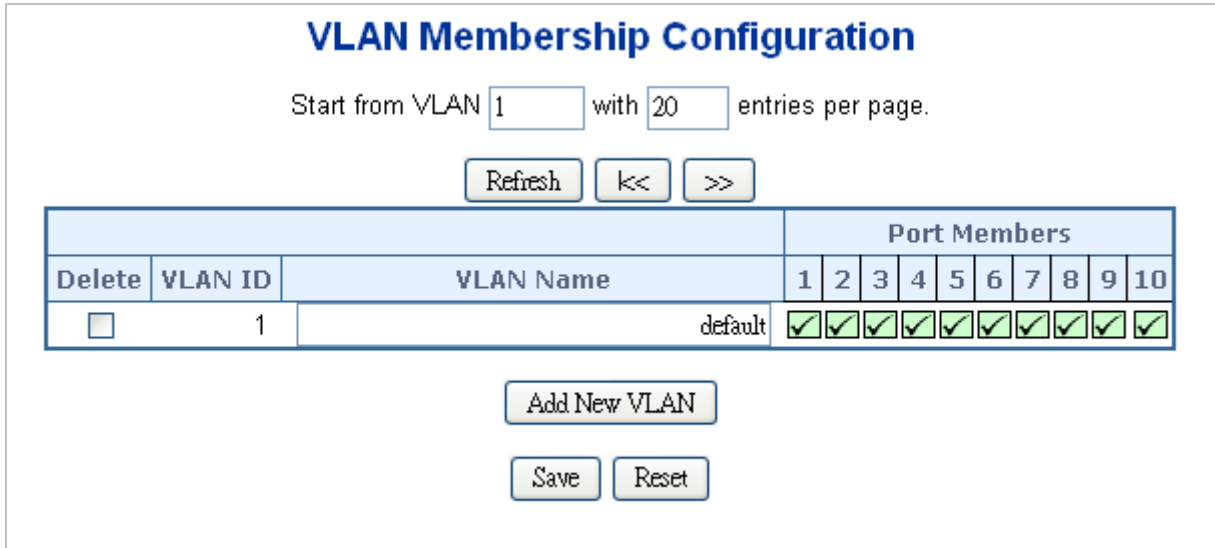 VLAN Membership Configuration
Start from VLAN 1 with 20 entries per page.
Refresh k<< >>
Port Members
Delete VLAN ID VLAN Name 1 2 3 4 5 6 7 8 9 10
1 default
Add New VLAN
Save Reset